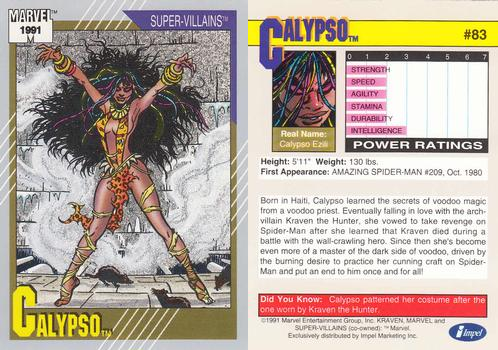 MARVEL
1991
SUPER-VILLAINS™
CALYPSO™
CALYPSO™
#83
0 1 2 3 4 5 6 7
STRENGTH
SPEED
AGILITY
STAMINA
DURABILITY
INTELLIGENCE
POWER RATINGS
Real Name:
Calypso Ezili
Height: 5'11" Weight: 130 lbs.
First Appearance: AMAZING SPIDER-MAN #209, Oct. 1980
Born in Haiti, Calypso learned the secrets of voodoo magic
from a voodoo priest. Eventually falling in love with the arch-
villain Kraven the Hunter, she vowed to take revenge on
Spider-Man after she learned that Kraven died during a
battle with the wall-crawling hero. Since then she's become
even more of a master of the dark side of voodoo, driven by
the burning desire to practice her cunning craft on Spider-
Man and put an end to him once and for all!
Did You Know: Calypso patterned her costume after the
one worn by Kraven the Hunter.
©1991 Marvel Entertainment Group, Inc. KRAVEN, MARVEL and
SUPER-VILLAINS (co-owned): ™ Marvel.
Exclusively distributed by Impel Marketing Inc.
Impel